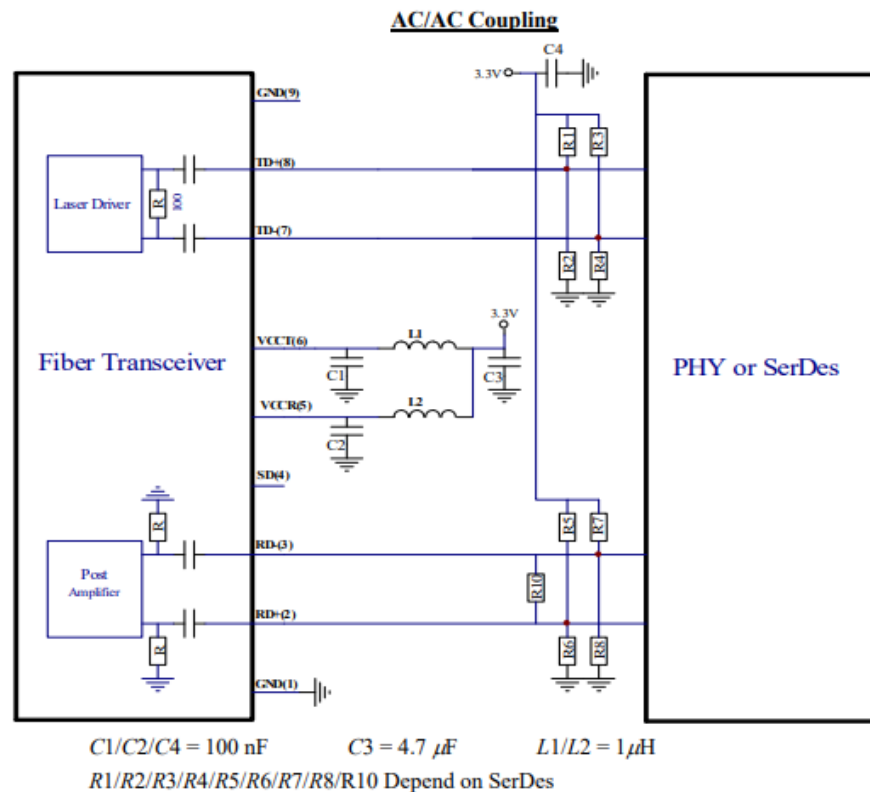 AC/AC Coupling
C4
3.3V
GND(9)
R1
R3
TD+(8)
Laser Driver
R
100
TD-(7)
R2
R4
3.3V
VCCT(6)
L1
Fiber Transceiver
C1
C3
PHY or SerDes
VCCR(5)
L2
C2
SD(4)
R
R5
R7
RD-(3)
Post
Amplifier
R10
RD+(2)
R
R6
R8
GND(1)
C1/C2/C4 = 100 nF C3 = 4.7 μF L1/L2 = 1μH
R1/R2/R3/R4/R5/R6/R7/R8/R10 Depend on SerDes